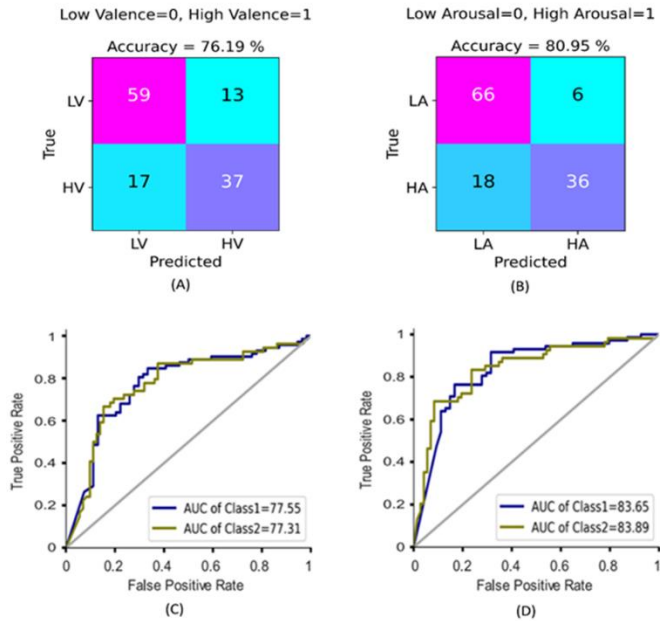 Low Valence=0, High Valence=1
Accuracy = 76.19 %
True
LV
59
13
HV
17
37
LV
HV
Predicted
(A)
Low Arousal=0, High Arousal=1
Accuracy = 80.95 %
True
LA
66
6
HA
18
36
LA
HA
Predicted
(B)
True Positive Rate
1
0.8
0.6
0.4
0.2
0
AUC of Class1=77.55
AUC of Class2=77.31
0
0.2
0.4
0.6
0.8
1
False Positive Rate
(C)
True Positive Rate
1
0.8
0.6
0.4
0.2
0
AUC of Class1=83.65
AUC of Class2=83.89
0
0.2
0.4
0.6
0.8
1
False Positive Rate
(D)